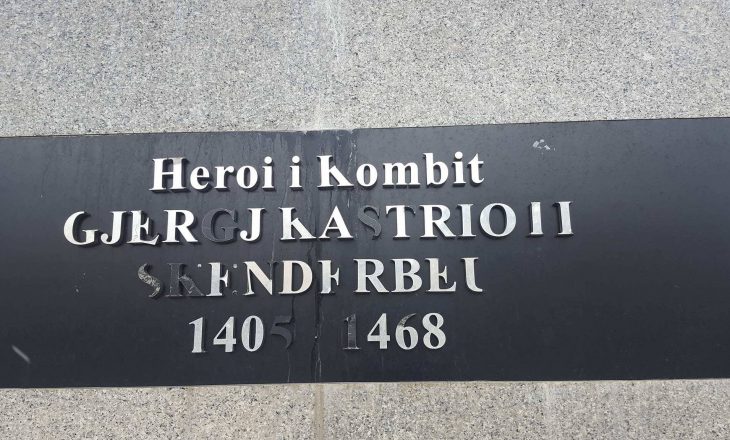 Heroi i Kombit
GJERGJ KASTRIOTI
SKENDERBEU
1405 1468